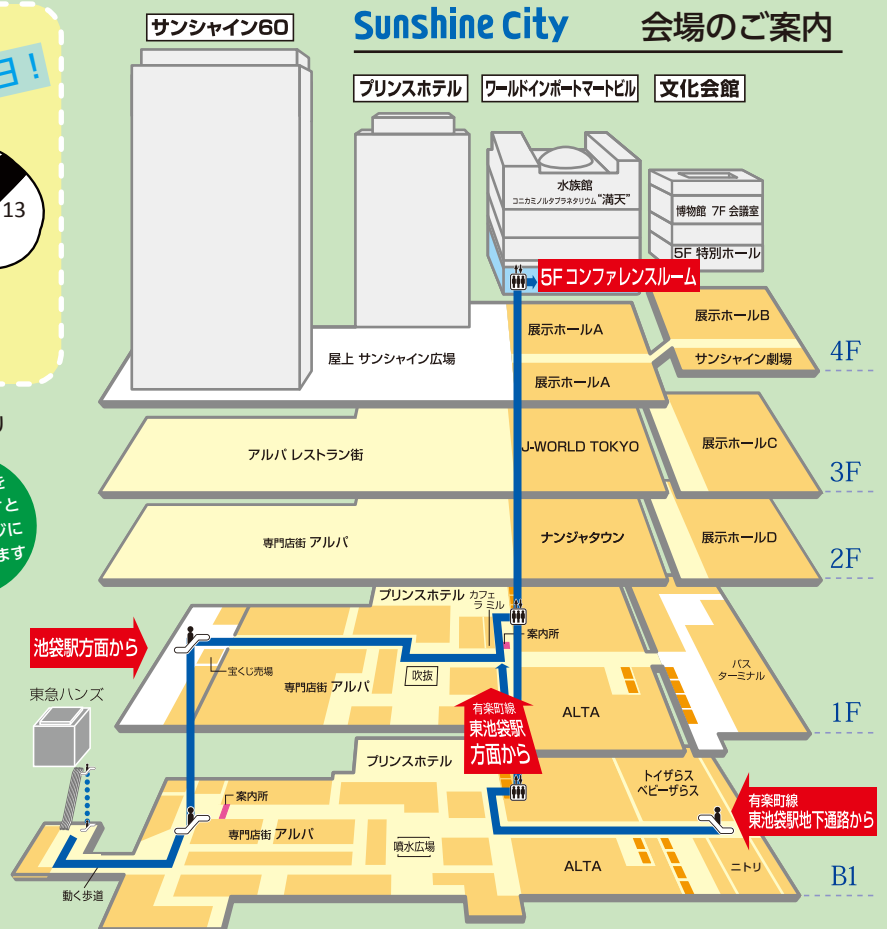 サンシャイン60
Sunshine City
会場のご案内
ヨ！
プリンスホテル
ワールドインポートマートビル
文化会館
13
水族館
コニカミノルタプラネタリウム“満天”
博物館 7F 会議室
5F 特別ホール
5F コンファレンスルーム
展示ホールA
展示ホールB
屋上 サンシャイン広場
サンシャイン劇場
4F
展示ホールA
り
アルパ レストラン街
J-WORLD TOKYO
展示ホールC
3F
を
と
に
ます
専門店街 アルパ
ナンジャタウン
展示ホールD
2F
プリンスホテル
カフェ
ラ ミル
池袋駅方面から
案内所
宝くじ売場
吹抜
専門店街 アルパ
バス
ターミナル
東急ハンズ
有楽町線
東池袋駅
方面から
ALTA
1F
プリンスホテル
トイザらス
ベビーザらス
案内所
有楽町線
東池袋駅地下通路から
専門店街 アルパ
噴水広場
ALTA
ニトリ
動く歩道
B1